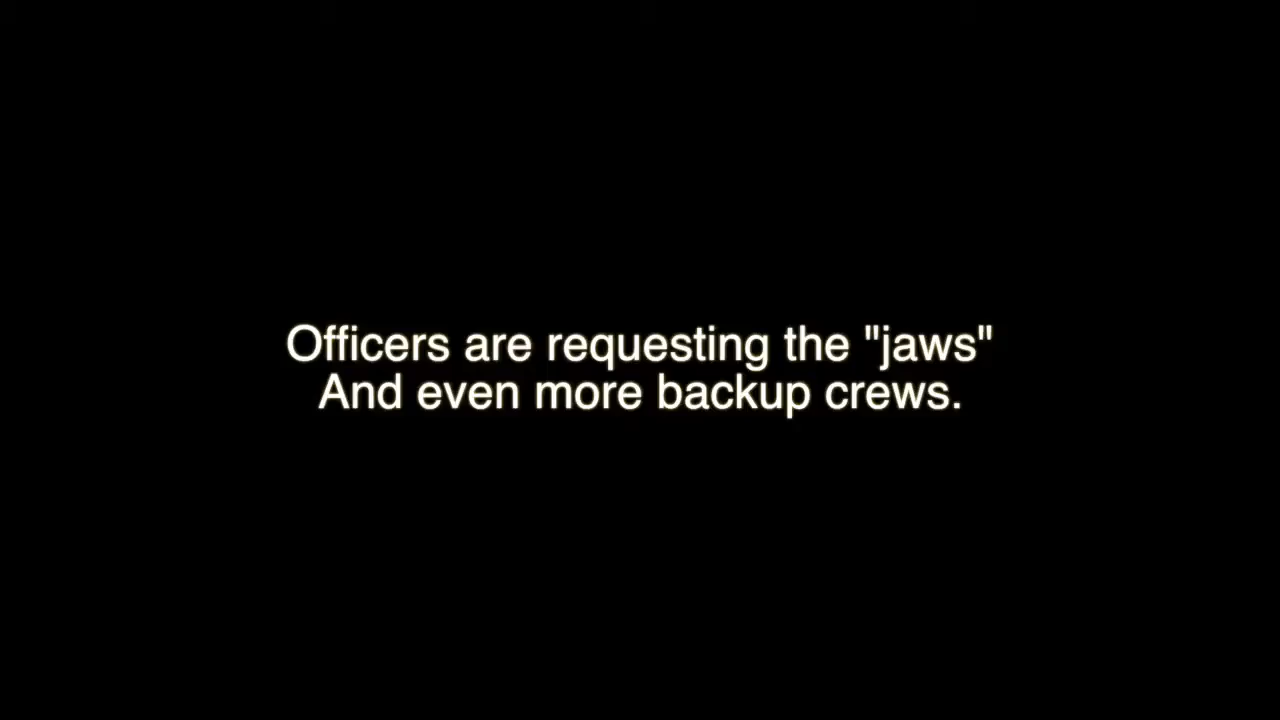 Officers are requesting the "jaws"
And even more backup crews.